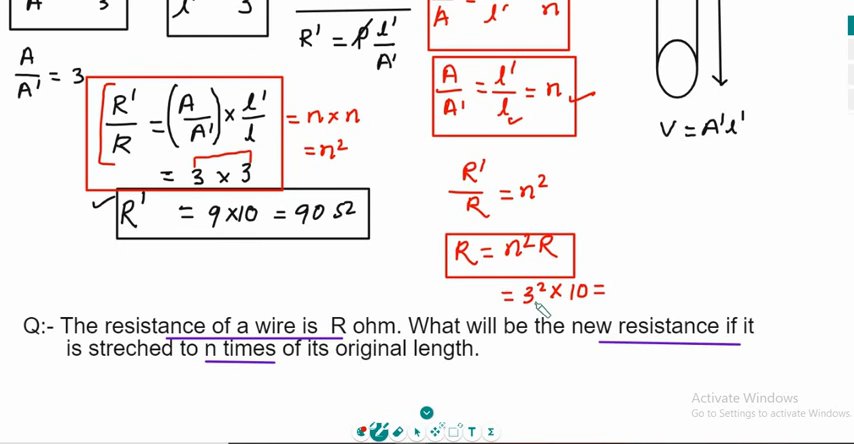 A 3
l' 3
R' = ρ l'/A'
A l' n
A/A' = 3
R'/R = (A/A') × l'/l = n × n
= n²
= 3 × 3
R' = 9×10 = 90 Ω
A/A' = l'/l = n
V = A'l'
R'/R = n²
R = n²R
= 3² × 10 =
Q:- The resistance of a wire is R ohm. What will be the new resistance if it
is streched to n times of its original length.
Activate Windows
Go to Settings to activate Windows.
T Σ